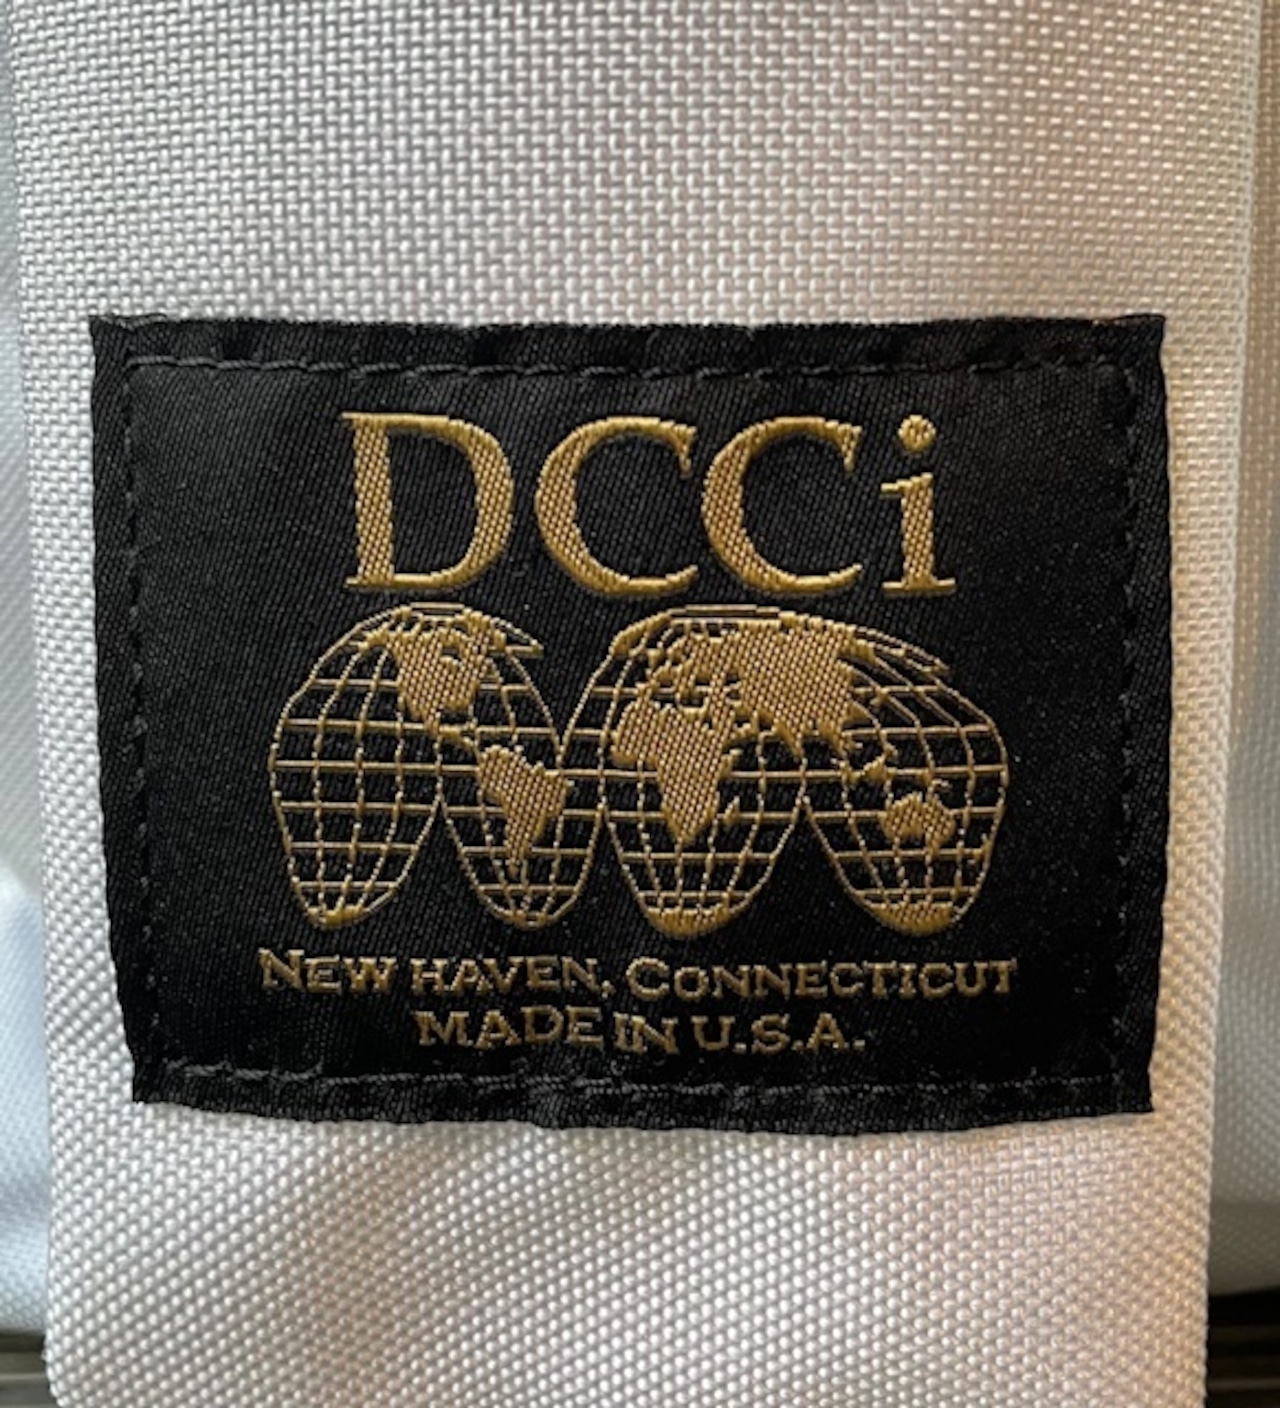 DCCi
NEW HAVEN, CONNECTICUT
MADE IN U.S.A.